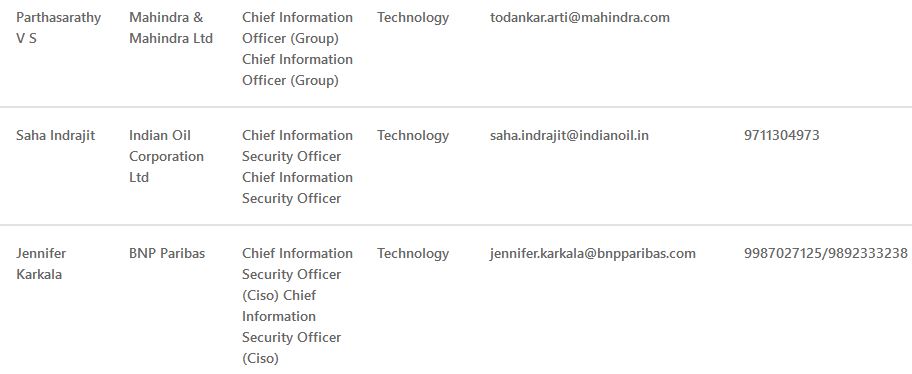 Parthasarathy V S
Mahindra & Mahindra Ltd
Chief Information Officer (Group) Chief Information Officer (Group)
Technology
todankar.arti@mahindra.com
Saha Indrajit
Indian Oil Corporation Ltd
Chief Information Security Officer Chief Information Security Officer
Technology
saha.indrajit@indianoil.in
9711304973
Jennifer Karkala
BNP Paribas
Chief Information Security Officer (Ciso) Chief Information Security Officer (Ciso)
Technology
jennifer.karkala@bnpparibas.com
9987027125/9892333238